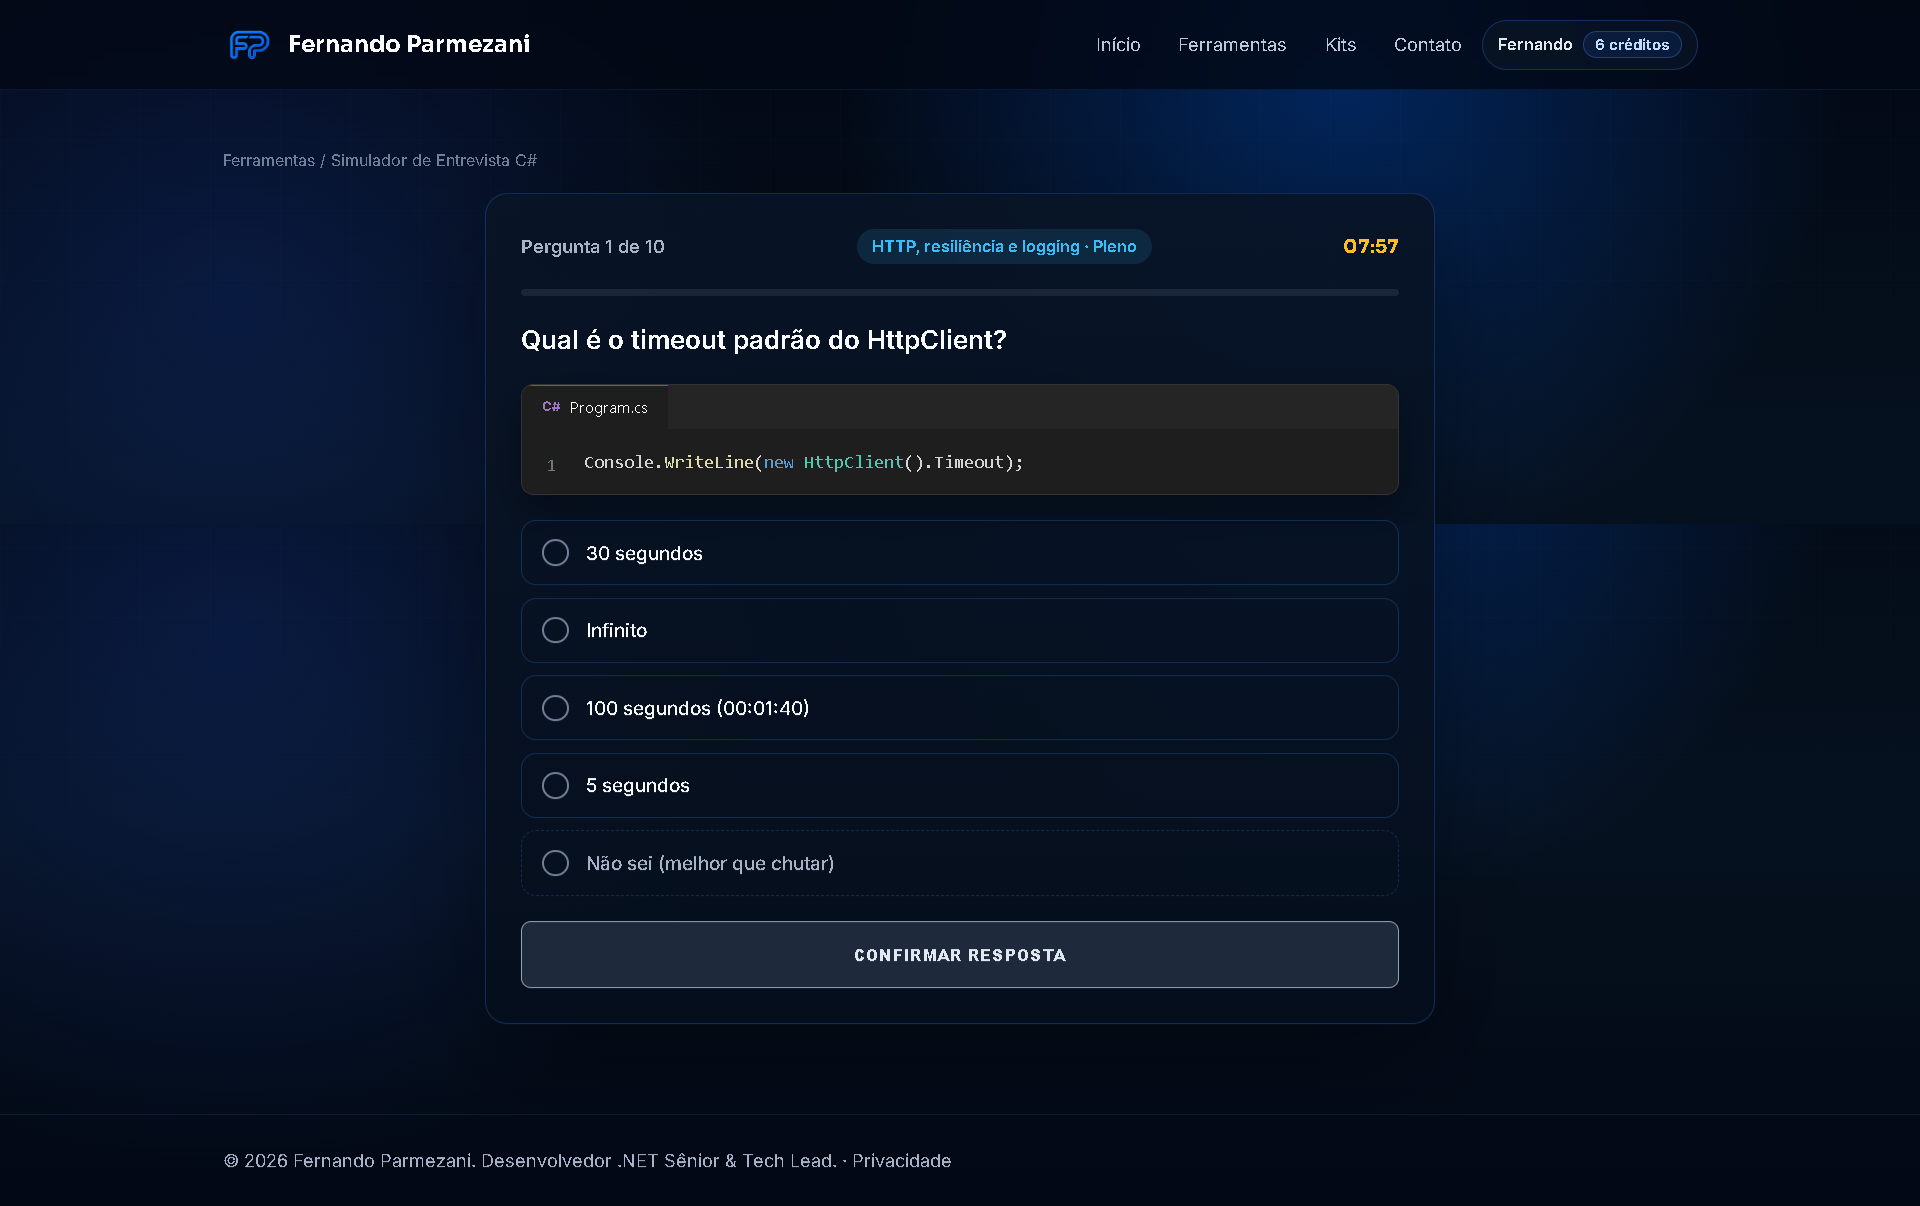 FP Fernando Parmezani
Início Ferramentas Kits Contato Fernando 6 créditos
Ferramentas / Simulador de Entrevista C#
Pergunta 1 de 10 HTTP, resiliência e logging · Pleno 07:57
Qual é o timeout padrão do HttpClient?
C# Program.cs
1 Console.WriteLine(new HttpClient().Timeout);
30 segundos
Infinito
100 segundos (00:01:40)
5 segundos
Não sei (melhor que chutar)
CONFIRMAR RESPOSTA
© 2026 Fernando Parmezani. Desenvolvedor .NET Sênior & Tech Lead. · Privacidade